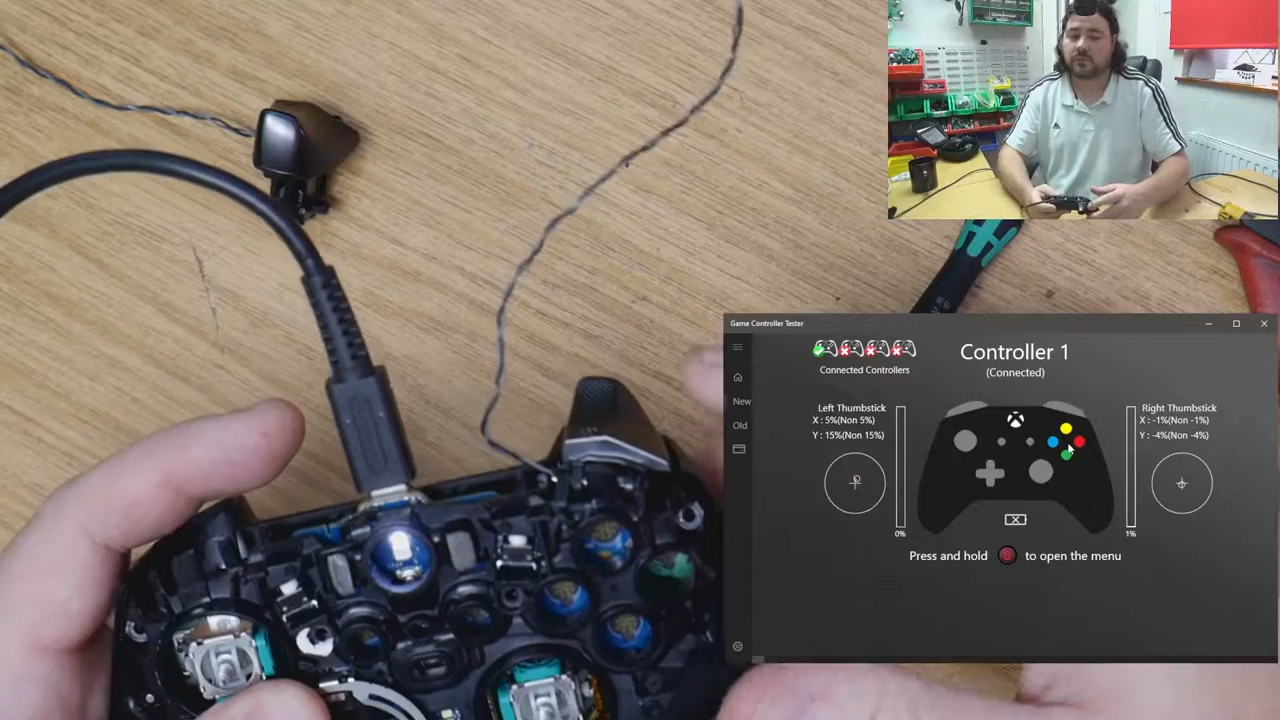 Game Controller Tester
Connected Controllers
Controller 1
(Connected)
New
Old
Left Thumbstick
X : 5%(Non 5%)
Y : 15%(Non 15%)
0%
Right Thumbstick
X : -1%(Non -1%)
Y : -4%(Non -4%)
1%
Press and hold B to open the menu